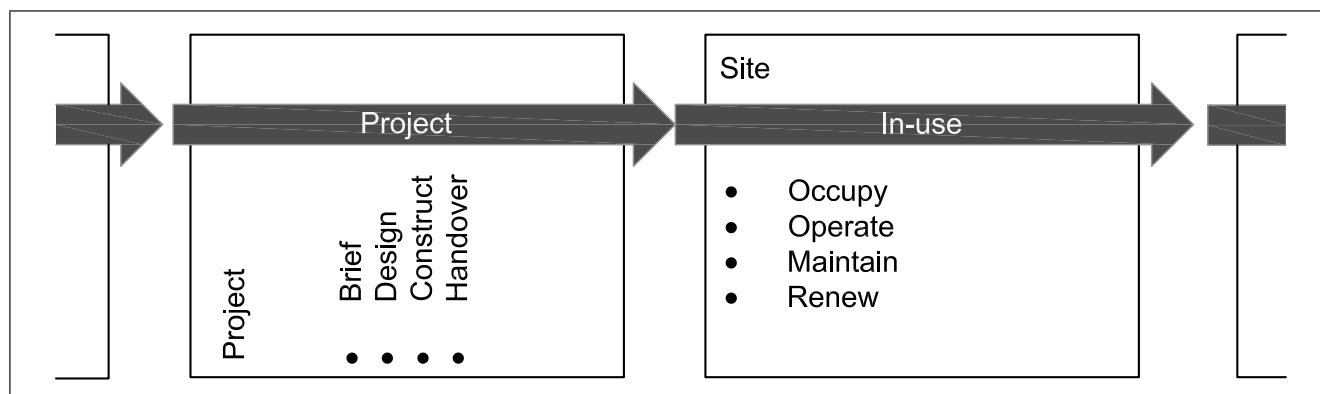 Project
Project
• Brief
• Design
• Construct
• Handover
Site
In-use
• Occupy
• Operate
• Maintain
• Renew